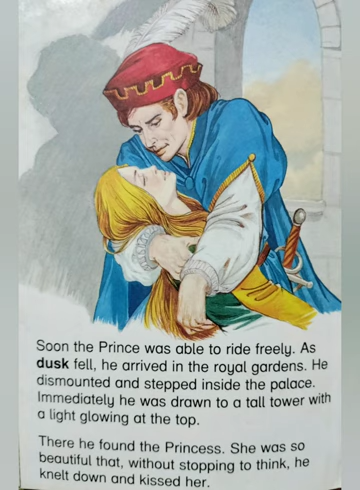 Soon the Prince was able to ride freely. As
dusk fell, he arrived in the royal gardens. He
dismounted and stepped inside the palace.
Immediately he was drawn to a tall tower with
a light glowing at the top.
There he found the Princess. She was so
beautiful that, without stopping to think, he
knelt down and kissed her.